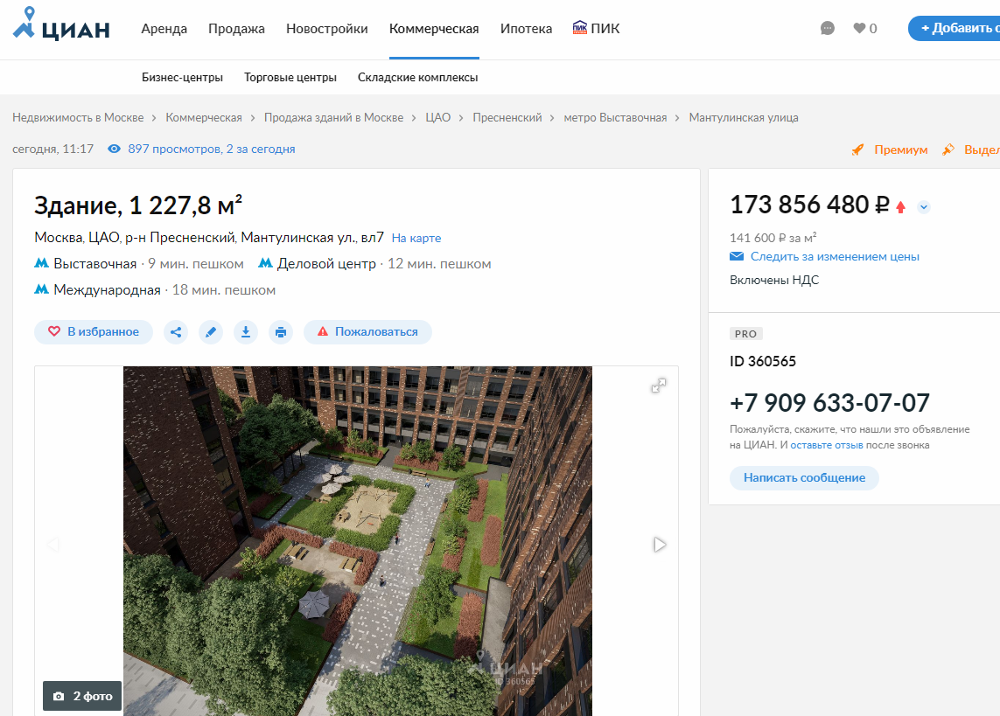 ЦИАН
Аренда Продажа Новостройки Коммерческая Ипотека ПИК ПИК 0 + Добавить о
Бизнес-центры Торговые центры Складские комплексы
Недвижимость в Москве > Коммерческая > Продажа зданий в Москве > ЦАО > Пресненский > метро Выставочная > Мантулинская улица
сегодня, 11:17 897 просмотров, 2 за сегодня Премиум Выдел
Здание, 1 227,8 м²
Москва, ЦАО, р-н Пресненский, Мантулинская ул., вл7 На карте
Выставочная · 9 мин. пешком Деловой центр · 12 мин. пешком
Международная · 18 мин. пешком
В избранное Пожаловаться
ЦИАН
ID 360565
2 фото
173 856 480 ₽
141 600 ₽ за м²
Следить за изменением цены
Включены НДС
PRO
ID 360565
+7 909 633-07-07
Пожалуйста, скажите, что нашли это объявление
на ЦИАН. И оставьте отзыв после звонка
Написать сообщение